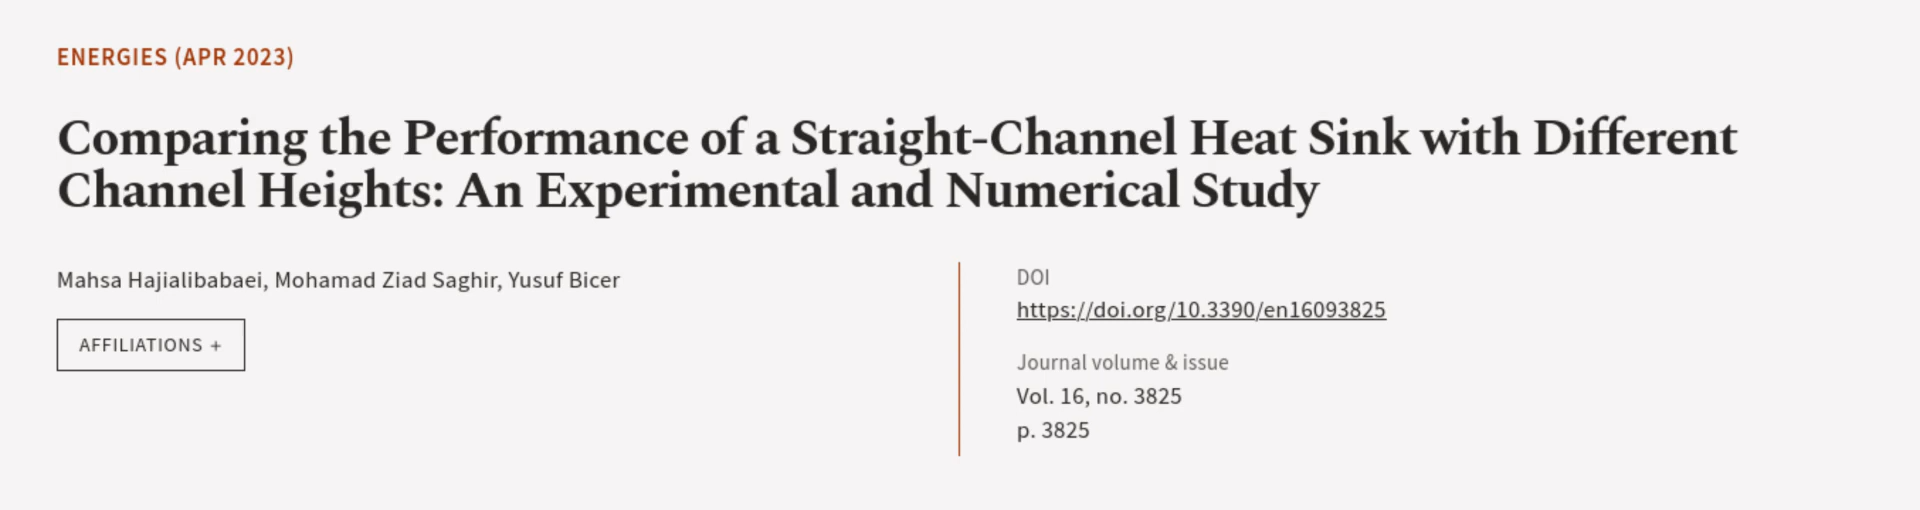 ENERGIES (APR 2023)
Comparing the Performance of a Straight-Channel Heat Sink with Different
Channel Heights: An Experimental and Numerical Study
Mahsa Hajialibabaei, Mohamad Ziad Saghir, Yusuf Bicer
AFFILIATIONS +
DOI
https://doi.org/10.3390/en16093825
Journal volume & issue
Vol. 16, no. 3825
p. 3825